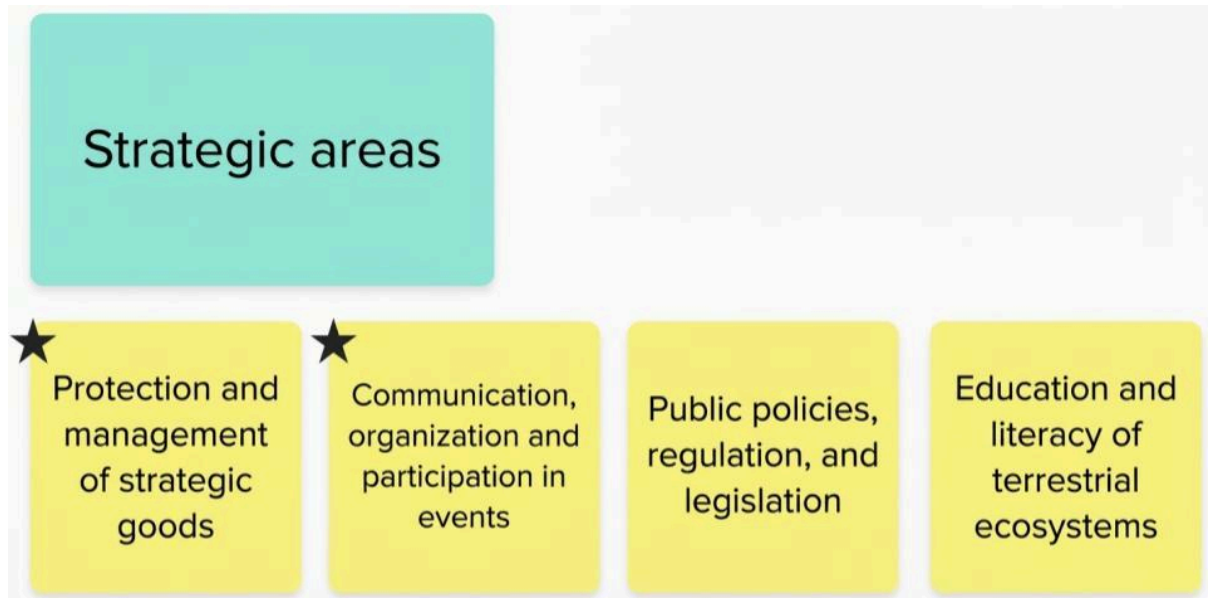 Strategic areas
Protection and
management
of strategic
goods
Communication,
organization and
participation in
events
Public policies,
regulation, and
legislation
Education and
literacy of
terrestrial
ecosystems